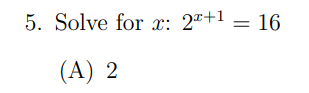 5. Solve for x: 2^{x+1} = 16
(A) 2